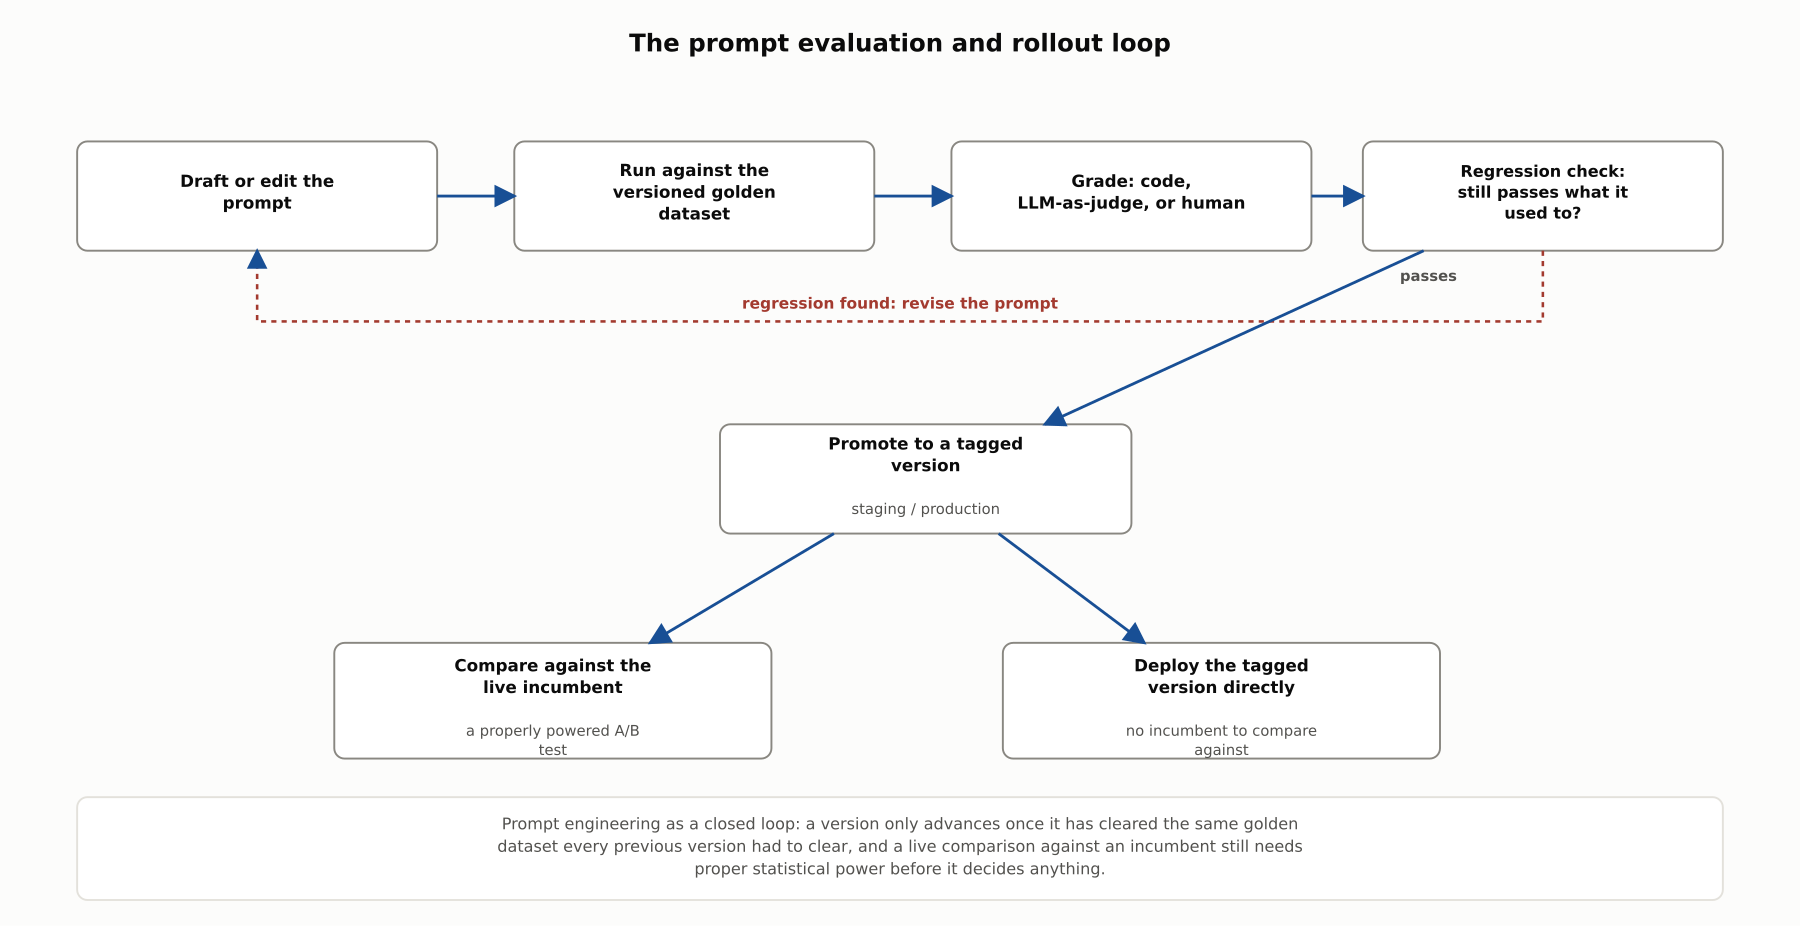 The prompt evaluation and rollout loop
Draft or edit the
prompt
Run against the
versioned golden
dataset
Grade: code,
LLM-as-judge, or human
Regression check:
still passes what it
used to?
passes
regression found: revise the prompt
Promote to a tagged
version
staging / production
Compare against the
live incumbent
a properly powered A/B
test
Deploy the tagged
version directly
no incumbent to compare
against
Prompt engineering as a closed loop: a version only advances once it has cleared the same golden
dataset every previous version had to clear, and a live comparison against an incumbent still needs
proper statistical power before it decides anything.